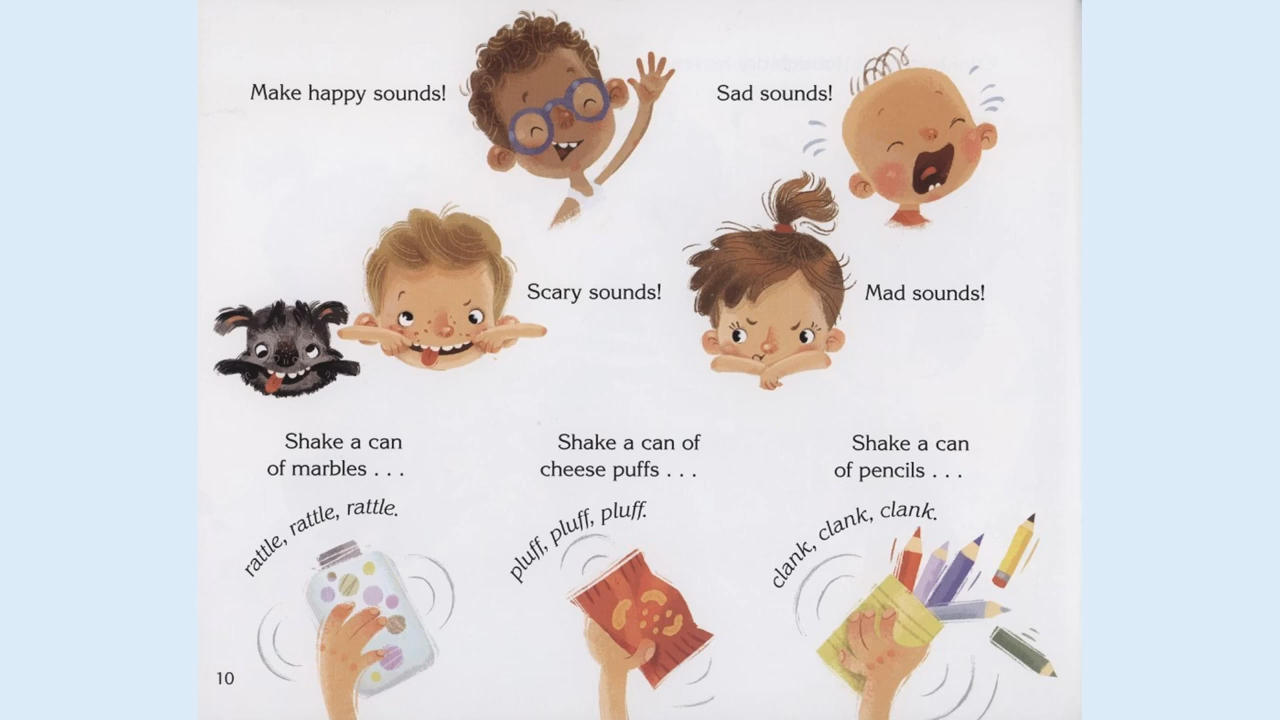 Make happy sounds!
Sad sounds!
Scary sounds!
Mad sounds!
Shake a can
of marbles . . .
rattle, rattle, rattle.
Shake a can of
cheese puffs . . .
pluff, pluff, pluff.
Shake a can
of pencils . . .
clank, clank, clank.
10